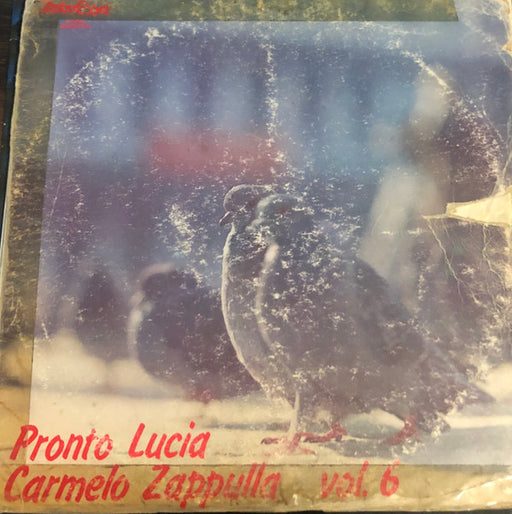 Pronto Lucia
Carmelo Zappulla vol. 6